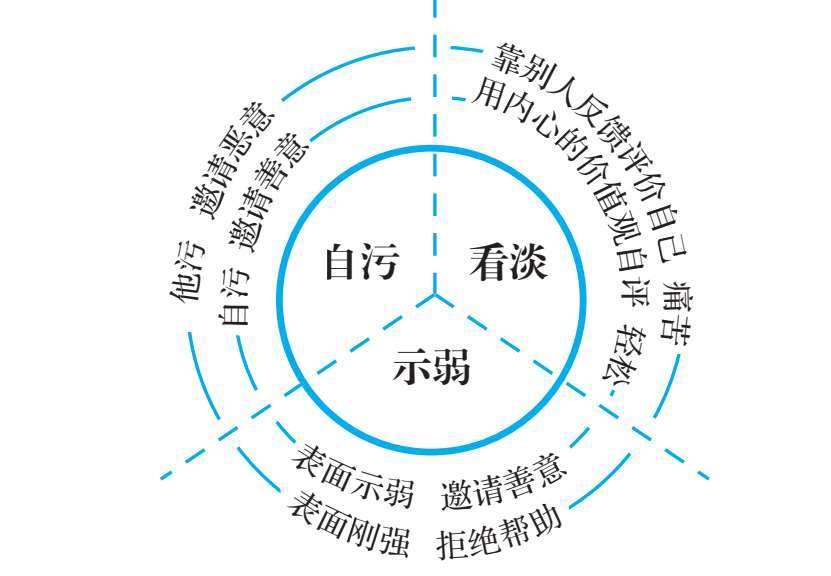 靠别人反馈评价自己 痛苦
用内心的价值观自评 轻松
他污 邀请恶意
自污 邀请善意
自污
看淡
示弱
表面示弱 邀请善意
表面刚强 拒绝帮助